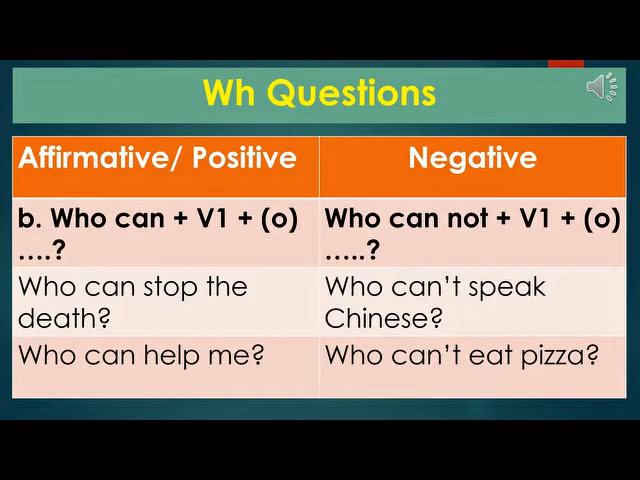 Wh Questions
Affirmative/ Positive
Negative
b. Who can + V1 + (o)
….?
Who can not + V1 + (o)
…..?
Who can stop the
death?
Who can't speak
Chinese?
Who can help me?
Who can't eat pizza?